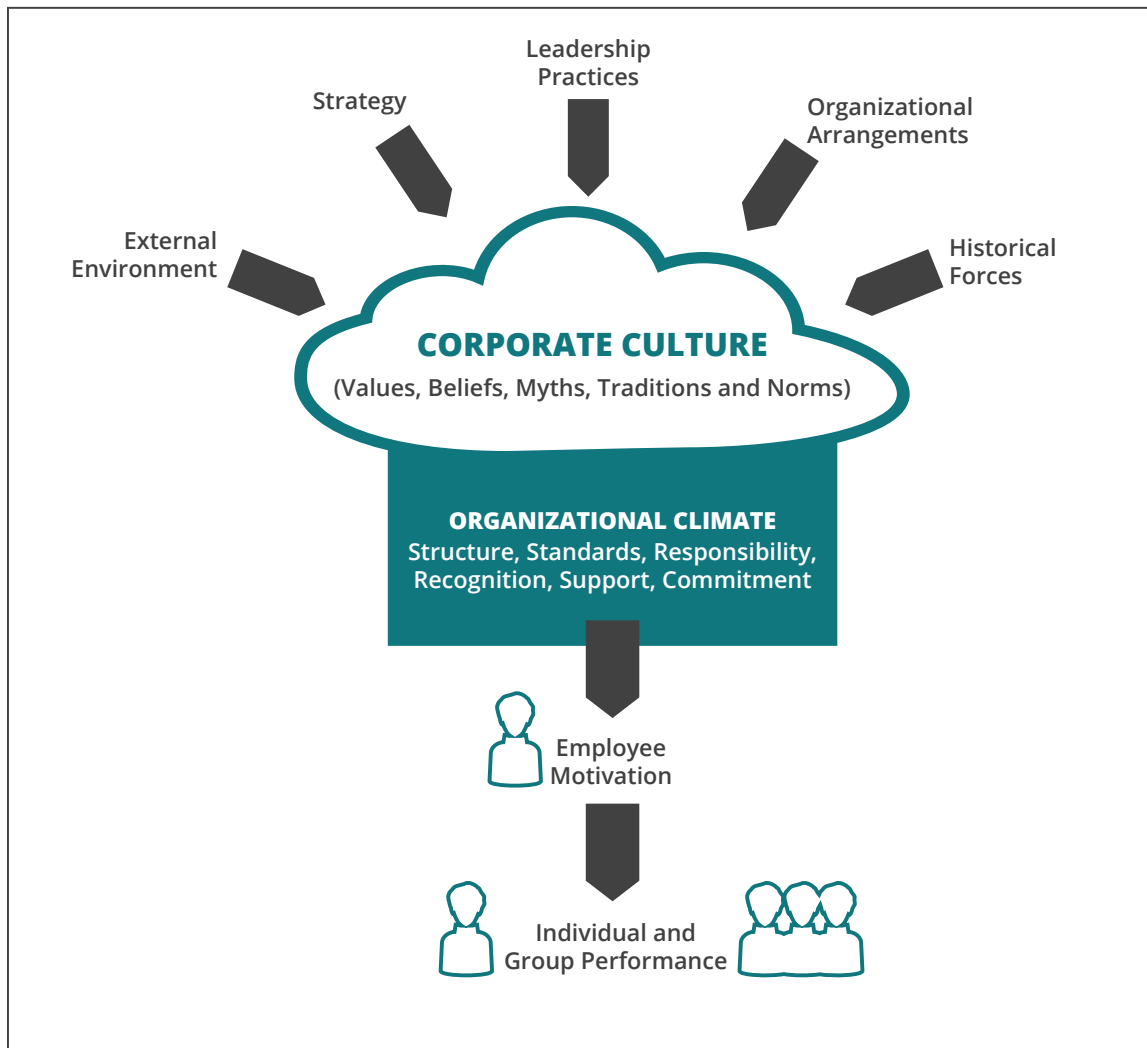 Leadership
Practices
Strategy
Organizational
Arrangements
External
Environment
Historical
Forces
CORPORATE CULTURE
(Values, Beliefs, Myths, Traditions and Norms)
ORGANIZATIONAL CLIMATE
Structure, Standards, Responsibility,
Recognition, Support, Commitment
Employee
Motivation
Individual and
Group Performance